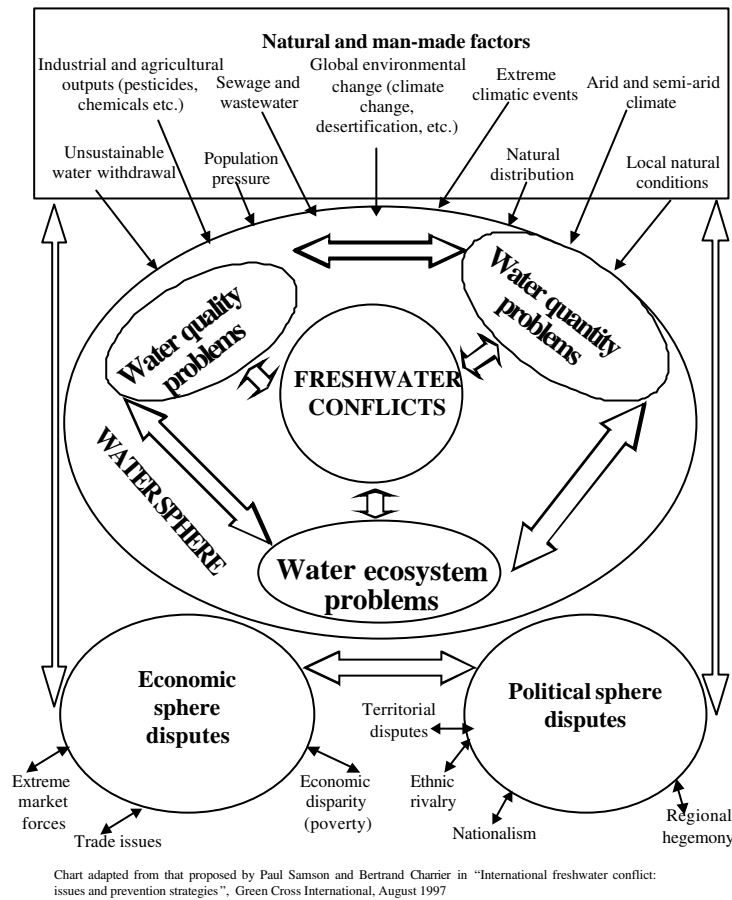 Natural and man-made factors
Industrial and agricultural
outputs (pesticides,
chemicals etc.)
Sewage and
wastewater
Global environmental
change (climate
change,
desertification, etc.)
Extreme
climatic events
Arid and semi-arid
climate
Unsustainable
water withdrawal
Population
pressure
Natural
distribution
Local natural
conditions
Water quality
problems
Water quantity
problems
FRESHWATER
CONFLICTS
WATER SPHERE
Water ecosystem
problems
Economic
sphere
disputes
Political sphere
disputes
Territorial
disputes
Extreme
market
forces
Trade issues
Economic
disparity
(poverty)
Ethnic
rivalry
Nationalism
Regional
hegemony
Chart adapted from that proposed by Paul Samson and Bertrand Charrier in “International freshwater conflict:
issues and prevention strategies”, Green Cross International, August 1997